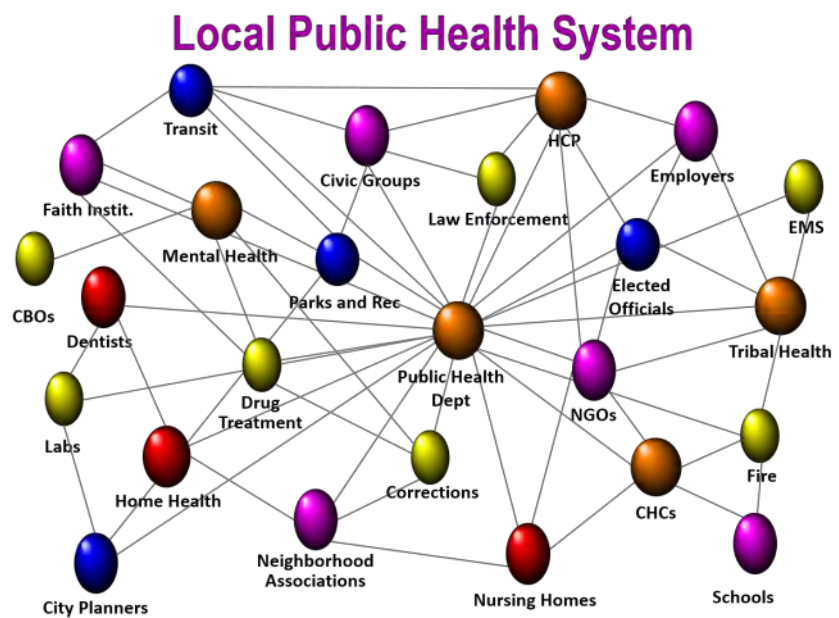 Local Public Health System
Transit
HCP
Civic Groups
Employers
Faith Instit.
Law Enforcement
EMS
Mental Health
CBOs
Parks and Rec
Elected
Officials
Dentists
Tribal Health
Public Health
Dept
Drug
Treatment
NGOs
Labs
Home Health
Corrections
CHCs
Fire
Neighborhood
Associations
City Planners
Nursing Homes
Schools